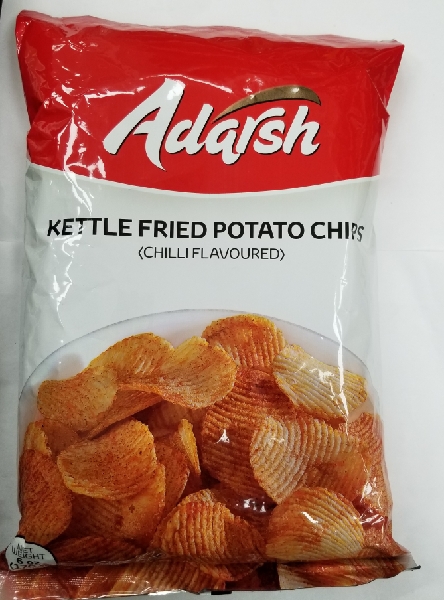 Adarsh
KETTLE FRIED POTATO CHIPS
(CHILLI FLAVOURED)